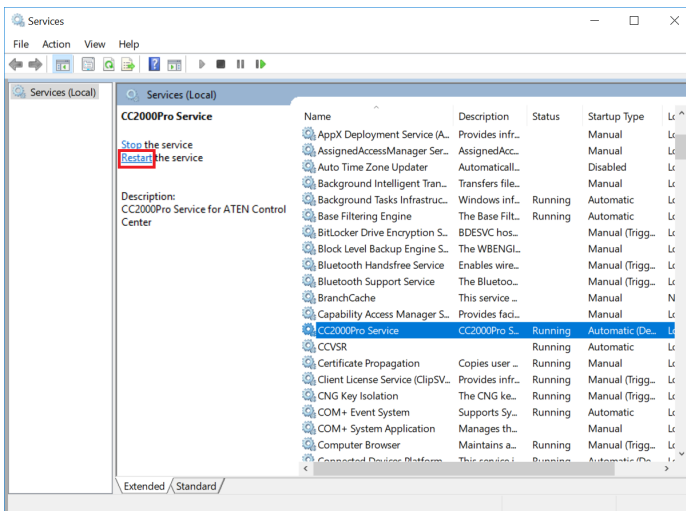 Services
File Action View Help
Services (Local)
Services (Local)
CC2000Pro Service
Stop the service
Restart the service
Description:
CC2000Pro Service for ATEN Control
Center
Name Description Status Startup Type
AppX Deployment Service (A... Provides infr... Manual
AssignedAccessManager Ser... AssignedAcc... Manual
Auto Time Zone Updater Automaticall... Disabled
Background Intelligent Tran... Transfers file... Manual
Background Tasks Infrastruc... Windows inf... Running Automatic
Base Filtering Engine The Base Filt... Running Automatic
BitLocker Drive Encryption S... BDESVC hos... Manual (Trigg...
Block Level Backup Engine S... The WBENGI... Manual
Bluetooth Handsfree Service Enables wire... Manual (Trigg...
Bluetooth Support Service The Bluetoo... Manual (Trigg...
BranchCache This service ... Manual N
Capability Access Manager S... Provides faci... Manual
CC2000Pro Service CC2000Pro S... Running Automatic (De...
CCVSR Running Automatic
Certificate Propagation Copies user ... Running Manual
Client License Service (ClipSV... Provides infr... Manual (Trigg...
CNG Key Isolation The CNG ke... Running Manual (Trigg...
COM+ Event System Supports Sy... Running Automatic
COM+ System Application Manages th... Manual
Computer Browser Maintains a... Running Manual (Trigg...
Connected Devices Platform This service i Running Automatic (De
Extended Standard